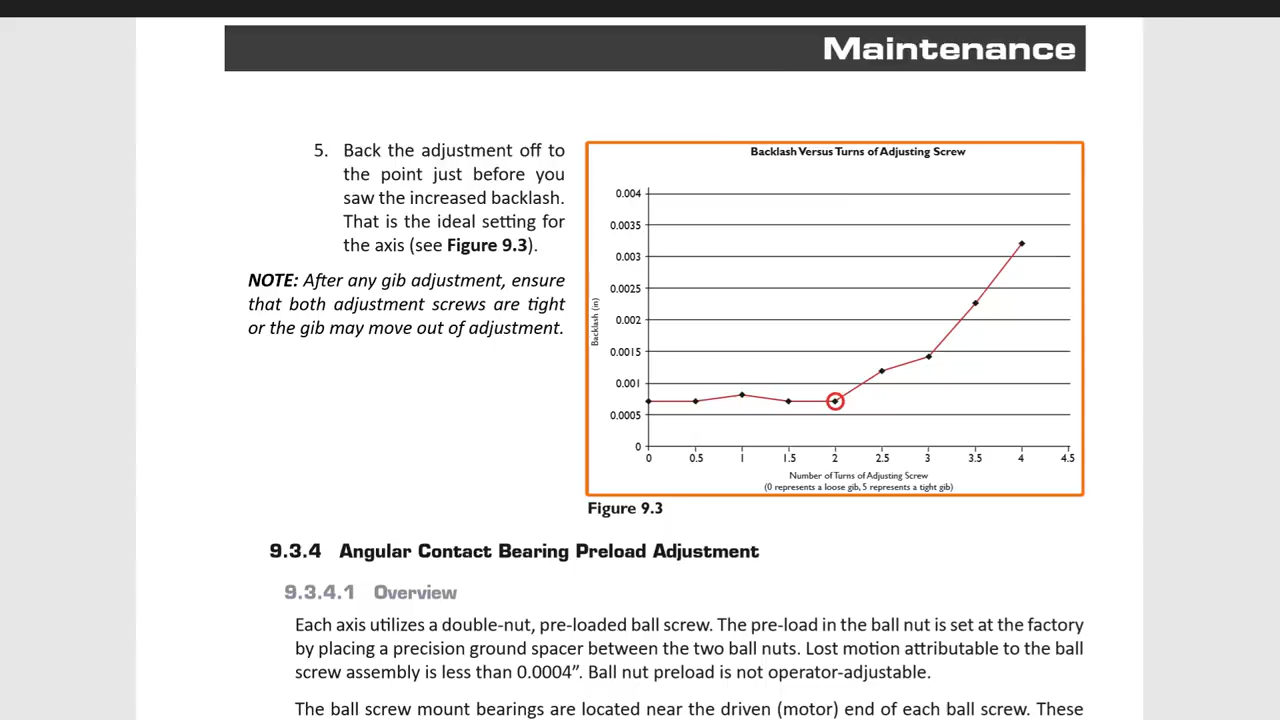 Maintenance
5. Back the adjustment off to
the point just before you
saw the increased backlash.
That is the ideal setting for
the axis (see Figure 9.3).
NOTE: After any gib adjustment, ensure
that both adjustment screws are tight
or the gib may move out of adjustment.
Backlash Versus Turns of Adjusting Screw
0.004
0.0035
0.003
0.0025
0.002
0.0015
0.001
0.0005
0
Backlash (in)
0 0.5 1 1.5 2 2.5 3 3.5 4 4.5
Number of Turns of Adjusting Screw
(0 represents a loose gib, 5 represents a tight gib)
Figure 9.3
9.3.4 Angular Contact Bearing Preload Adjustment
9.3.4.1 Overview
Each axis utilizes a double-nut, pre-loaded ball screw. The pre-load in the ball nut is set at the factory
by placing a precision ground spacer between the two ball nuts. Lost motion attributable to the ball
screw assembly is less than 0.0004”. Ball nut preload is not operator-adjustable.
The ball screw mount bearings are located near the driven (motor) end of each ball screw. These